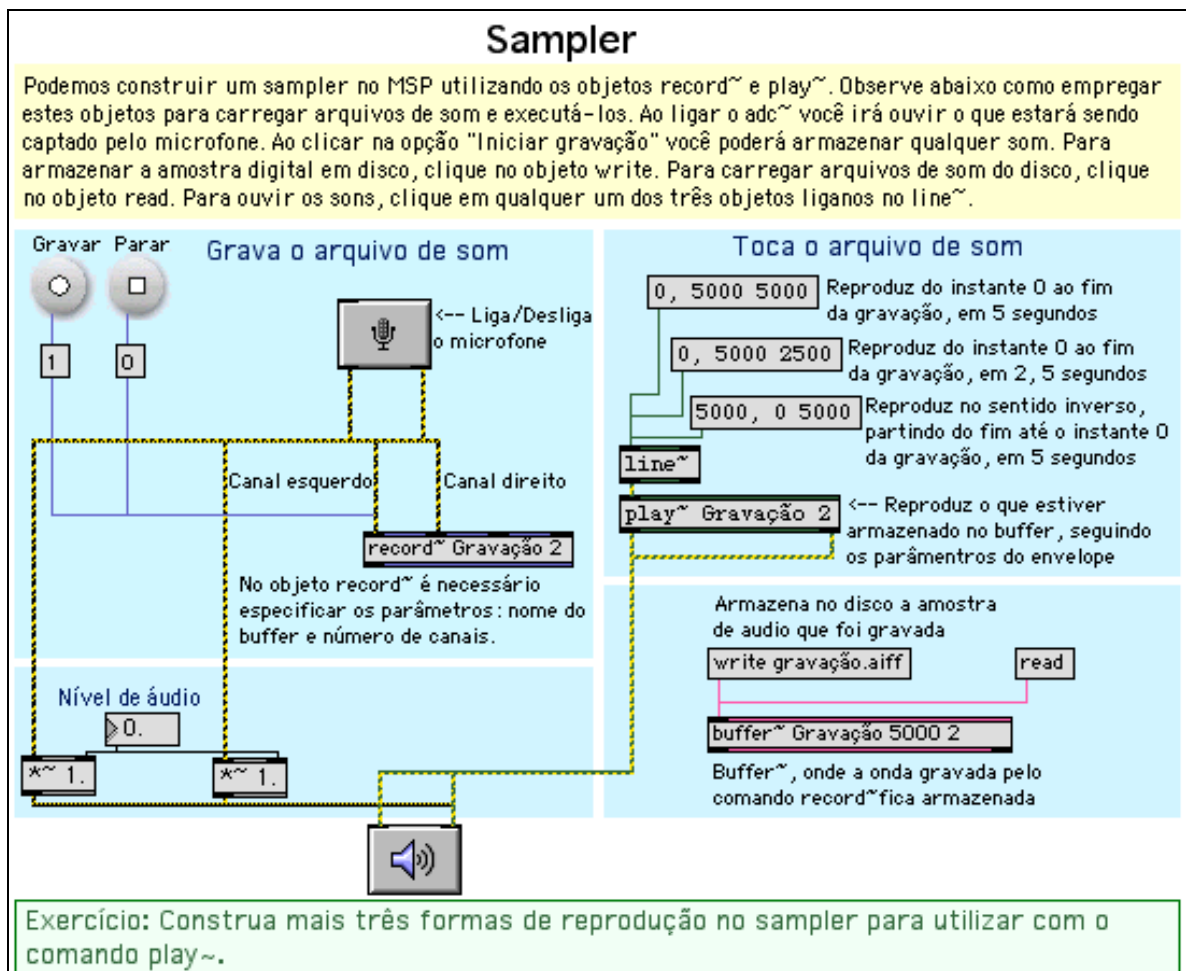 Sampler
Podemos construir um sampler no MSP utilizando os objetos record~ e play~. Observe abaixo como empregar
estes objetos para carregar arquivos de som e executá-los. Ao ligar o adc~ você irá ouvir o que estará sendo
captado pelo microfone. Ao clicar na opção "Iniciar gravação" você poderá armazenar qualquer som. Para
armazenar a amostra digital em disco, clique no objeto write. Para carregar arquivos de som do disco, clique
no objeto read. Para ouvir os sons, clique em qualquer um dos três objetos liganos no line~.
Gravar Parar
Grava o arquivo de som
<-- Liga/Desliga
o microfone
1
0
Canal esquerdo
Canal direito
record~ Gravação 2
No objeto record~ é necessário
especificar os parâmetros: nome do
buffer e número de canais.
Nível de áudio
0.
*~ 1.
*~ 1.
Toca o arquivo de som
0, 5000 5000
Reproduz do instante 0 ao fim
da gravação, em 5 segundos
0, 5000 2500
Reproduz do instante 0 ao fim
da gravação, em 2, 5 segundos
5000, 0 5000
Reproduz no sentido inverso,
partindo do fim até o instante 0
da gravação, em 5 segundos
line~
play~ Gravação 2
<-- Reproduz o que estiver
armazenado no buffer, seguindo
os parâmentros do envelope
Armazena no disco a amostra
de audio que foi gravada
write gravação.aiff
read
buffer~ Gravação 5000 2
Buffer~, onde a onda gravada pelo
comando record~fica armazenada
Exercício: Construa mais três formas de reprodução no sampler para utilizar com o
comando play~.